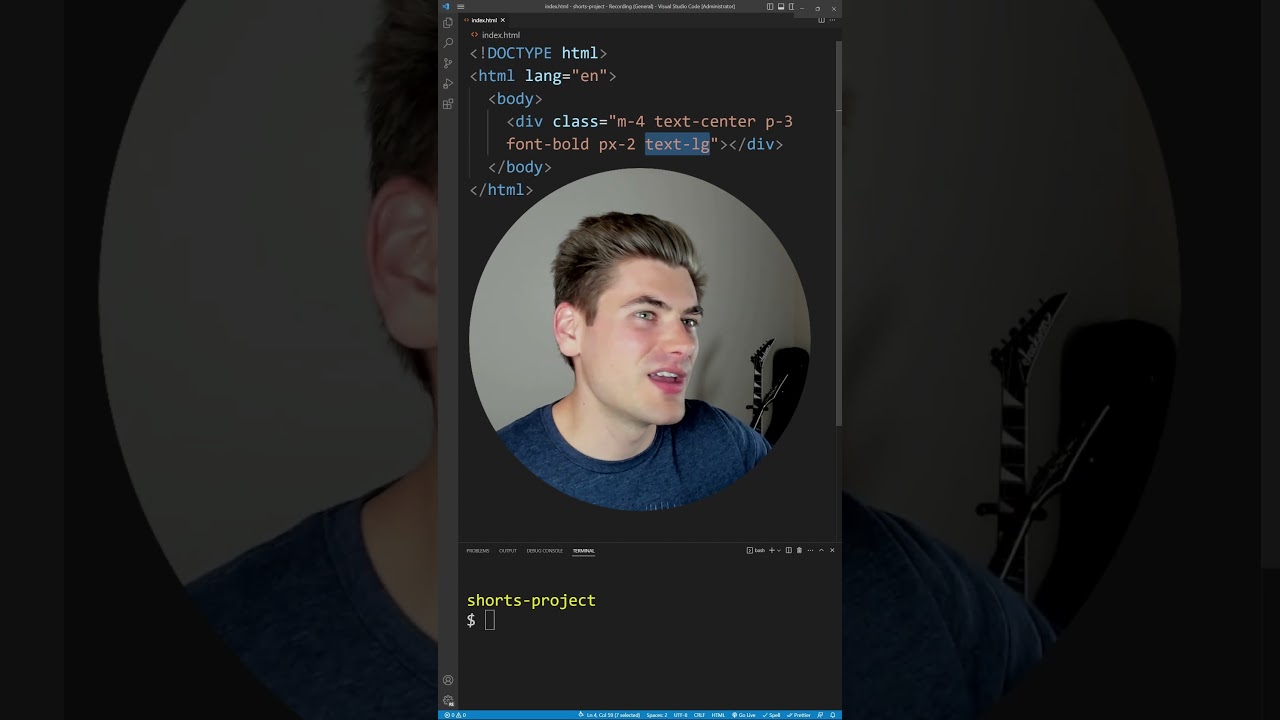 index.html - shorts-project - Recording (General) - Visual Studio Code [Administrator]
index.html
index.html
<!DOCTYPE html>
<html lang="en">
<body>
<div class="m-4 text-center p-3
font-bold px-2 text-lg"></div>
</body>
</html>
PROBLEMS OUTPUT DEBUG CONSOLE TERMINAL
bash
shorts-project
$
0 0 Ln 4, Col 59 (7 selected) Spaces: 2 UTF-8 CRLF HTML Go Live Spell Prettier